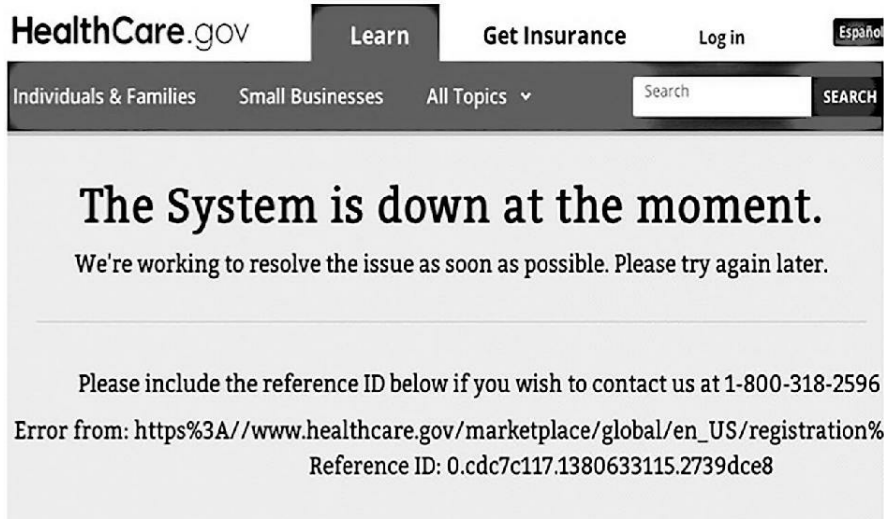 HealthCare.gov Learn Get Insurance Log in Español
Individuals & Families Small Businesses All Topics Search SEARCH
The System is down at the moment.
We're working to resolve the issue as soon as possible. Please try again later.
Please include the reference ID below if you wish to contact us at 1-800-318-2596
Error from: https%3A//www.healthcare.gov/marketplace/global/en_US/registration%
Reference ID: 0.cdc7c117.1380633115.2739dce8